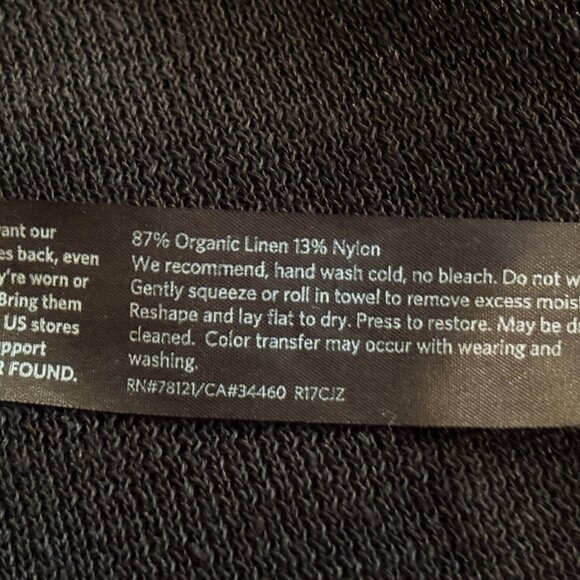 ant our
es back, even
y're worn or
Bring them
US stores
pport
R FOUND.
87% Organic Linen 13% Nylon
We recommend, hand wash cold, no bleach. Do not w
Gently squeeze or roll in towel to remove excess mois
Reshape and lay flat to dry. Press to restore. May be d
cleaned. Color transfer may occur with wearing and
washing.
RN#78121/CA#34460 R17CJZ